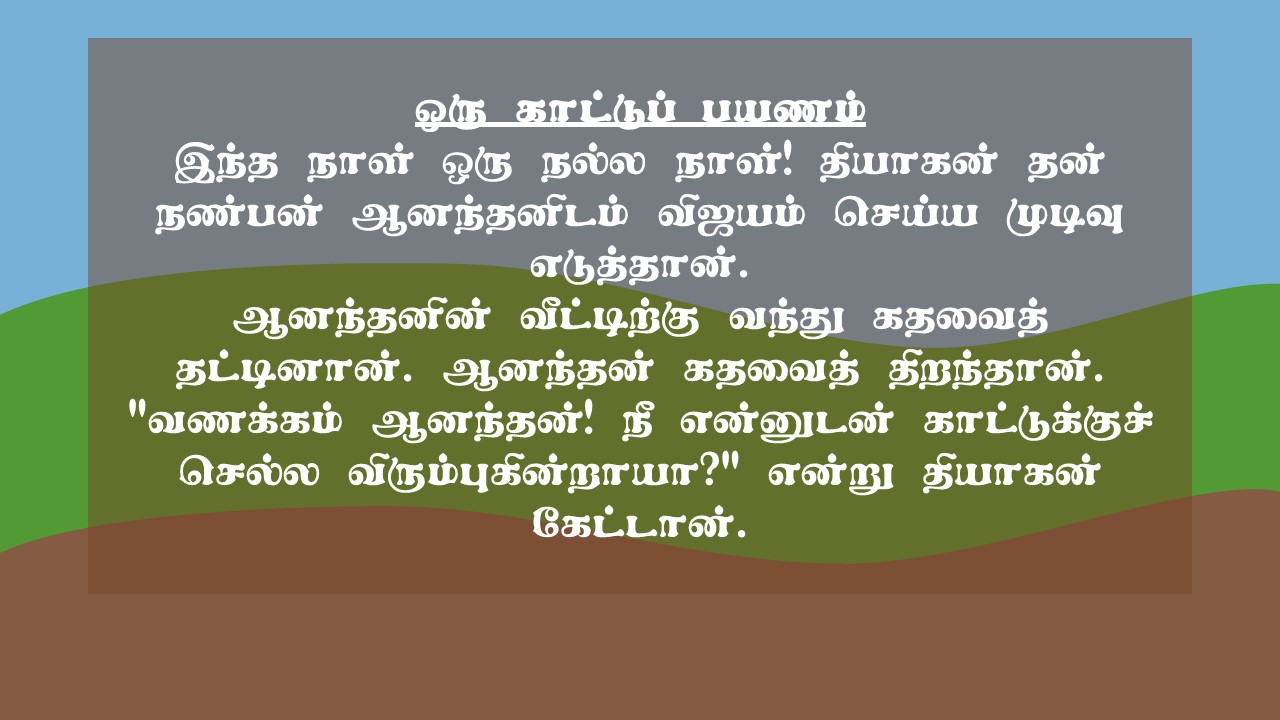 ஒரு காட்டுப் பயணம்
இந்த நாள் ஒரு நல்ல நாள்! தியாகன் தன்
நண்பன் ஆனந்தனிடம் விஜயம் செய்ய முடிவு
எடுத்தான்.
ஆனந்தனின் வீட்டிற்கு வந்து கதவைத்
தட்டினான். ஆனந்தன் கதவைத் திறந்தான்.
"வணக்கம் ஆனந்தன்! நீ என்னுடன் காட்டுக்குச்
செல்ல விரும்புகின்றாயா?" என்று தியாகன்
கேட்டான்.